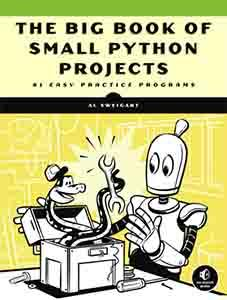 THE BIG BOOK OF
SMALL PYTHON
PROJECTS
81 EASY PRACTICE PROGRAMS
AL SWEIGART